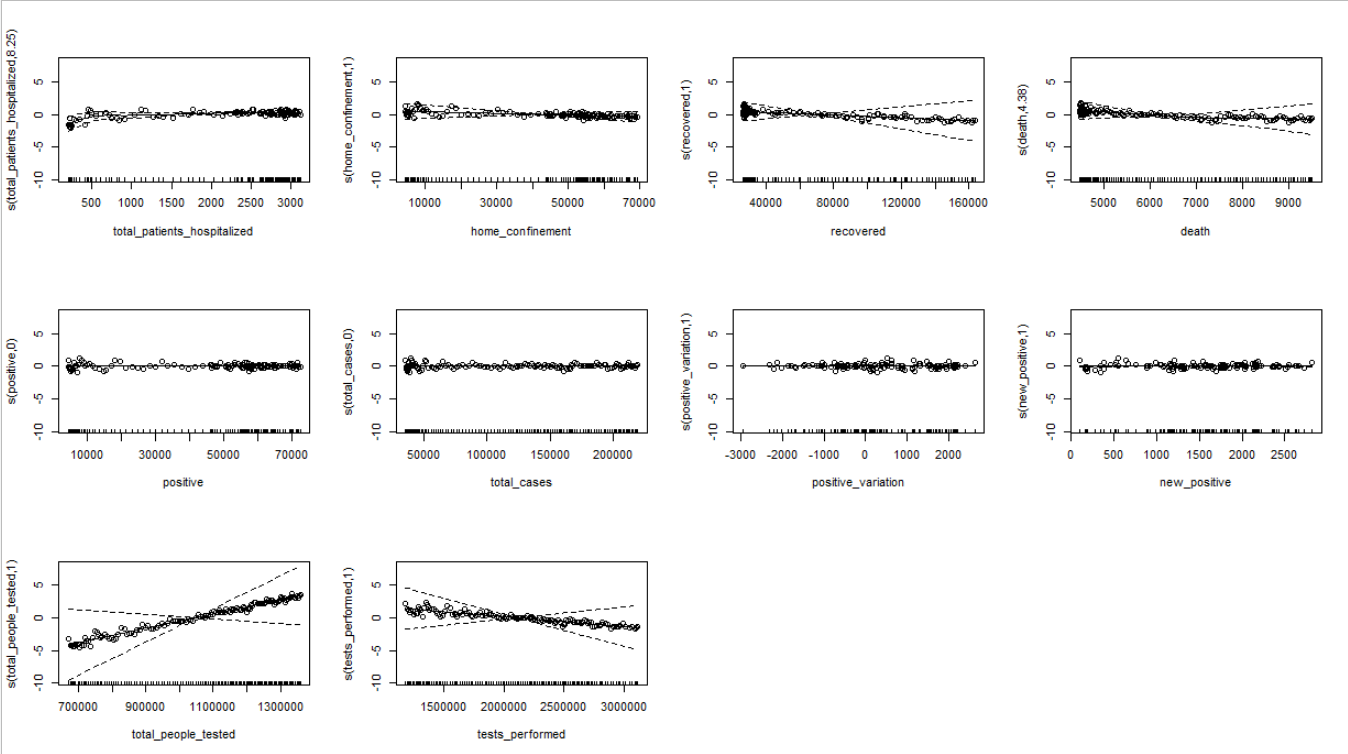 s(total_patients_hospitalized,8.25)
5
0
-5
-10
500 1000 1500 2000 2500 3000
total_patients_hospitalized
s(home_confinement,1)
5
0
-5
-10
10000 30000 50000 70000
home_confinement
s(recovered,1)
5
0
-5
-10
40000 80000 120000 160000
recovered
s(death,4.38)
5
0
-5
-10
5000 6000 7000 8000 9000
death
s(positive,0)
5
0
-5
-10
10000 30000 50000 70000
positive
s(total_cases,0)
5
0
-5
-10
50000 100000 150000 200000
total_cases
s(positive_variation,1)
5
0
-5
-10
-3000 -2000 -1000 0 1000 2000
positive_variation
s(new_positive,1)
5
0
-5
-10
0 500 1000 1500 2000 2500
new_positive
s(total_people_tested,1)
5
0
-5
-10
700000 900000 1100000 1300000
total_people_tested
s(tests_performed,1)
5
0
-5
-10
1500000 2000000 2500000 3000000
tests_performed